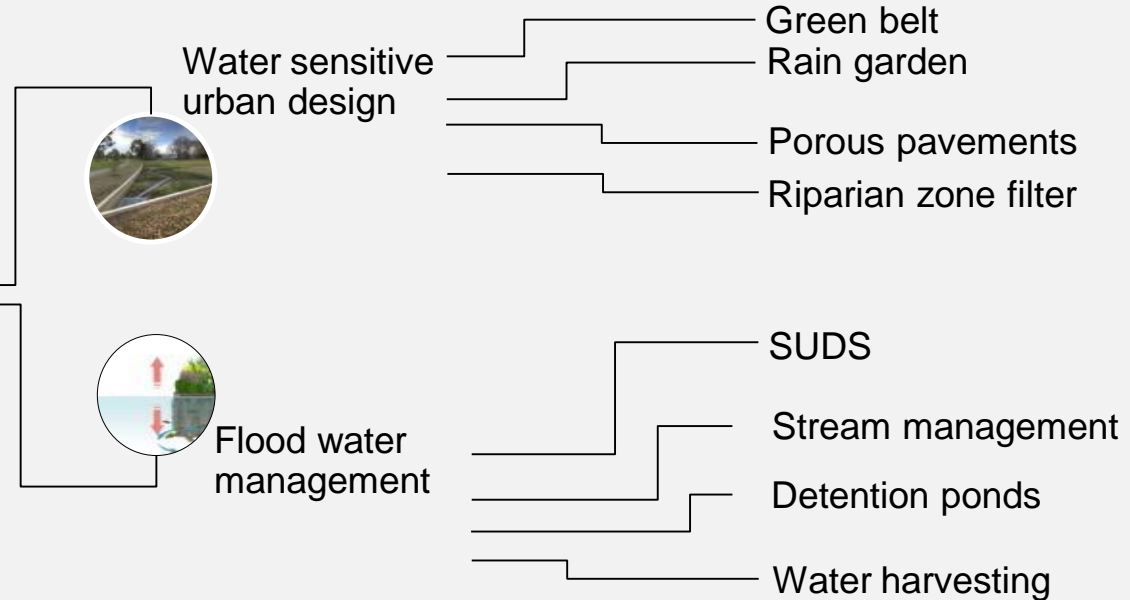 Water sensitive
urban design
Green belt
Rain garden
Porous pavements
Riparian zone filter
Flood water
management
SUDS
Stream management
Detention ponds
Water harvesting